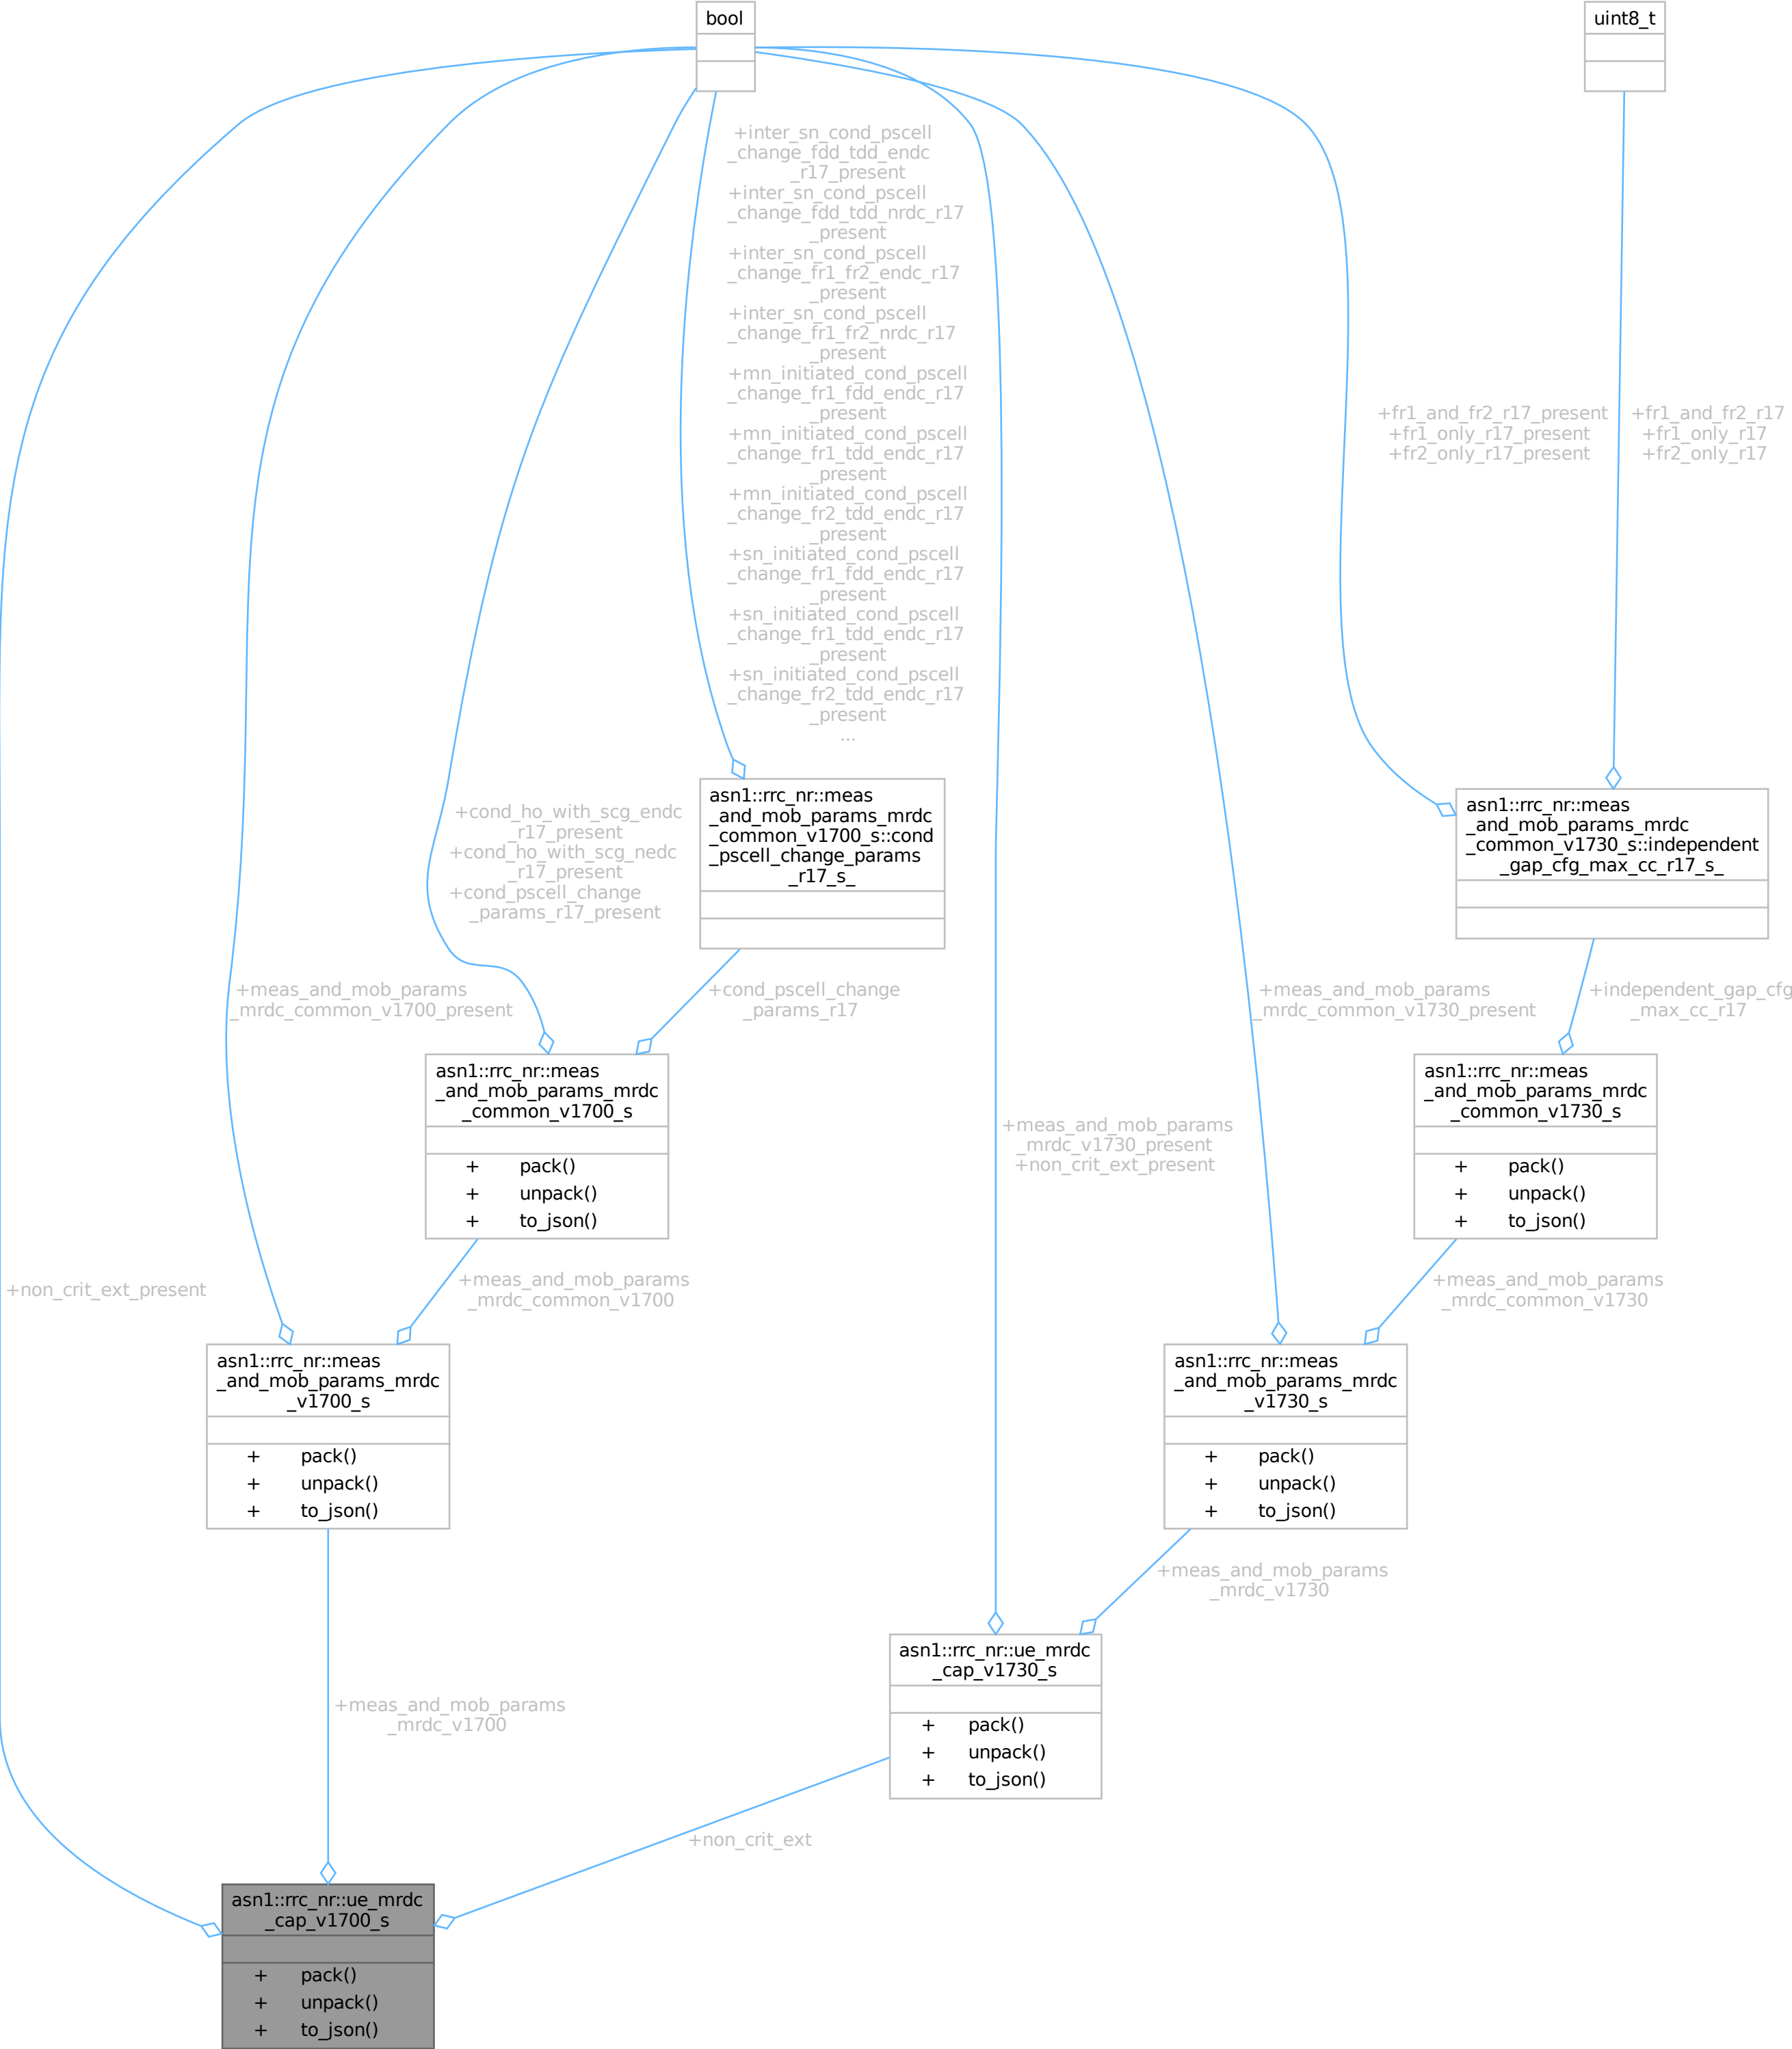 bool
uint8_t
+inter_sn_cond_pscell
_change_fdd_tdd_endc
_r17_present
+inter_sn_cond_pscell
_change_fdd_tdd_nrdc_r17
_present
+inter_sn_cond_pscell
_change_fr1_fr2_endc_r17
_present
+inter_sn_cond_pscell
_change_fr1_fr2_nrdc_r17
_present
+mn_initiated_cond_pscell
_change_fr1_fdd_endc_r17
_present
+mn_initiated_cond_pscell
_change_fr1_tdd_endc_r17
_present
+mn_initiated_cond_pscell
_change_fr2_tdd_endc_r17
_present
+sn_initiated_cond_pscell
_change_fr1_fdd_endc_r17
_present
+sn_initiated_cond_pscell
_change_fr1_tdd_endc_r17
_present
+sn_initiated_cond_pscell
_change_fr2_tdd_endc_r17
_present
...
+fr1_and_fr2_r17_present
+fr1_only_r17_present
+fr2_only_r17_present
+fr1_and_fr2_r17
+fr1_only_r17
+fr2_only_r17
+cond_ho_with_scg_endc
_r17_present
+cond_ho_with_scg_nedc
_r17_present
+cond_pscell_change
_params_r17_present
asn1::rrc_nr::meas
_and_mob_params_mrdc
_common_v1700_s::cond
_pscell_change_params
_r17_s_
asn1::rrc_nr::meas
_and_mob_params_mrdc
_common_v1730_s::independent
_gap_cfg_max_cc_r17_s_
+meas_and_mob_params
_mrdc_common_v1700_present
+cond_pscell_change
_params_r17
+meas_and_mob_params
_mrdc_common_v1730_present
+independent_gap_cfg
_max_cc_r17
asn1::rrc_nr::meas
_and_mob_params_mrdc
_common_v1700_s
+ pack()
+ unpack()
+ to_json()
asn1::rrc_nr::meas
_and_mob_params_mrdc
_common_v1730_s
+ pack()
+ unpack()
+ to_json()
+meas_and_mob_params
_mrdc_v1730_present
+non_crit_ext_present
+non_crit_ext_present
+meas_and_mob_params
_mrdc_common_v1700
+meas_and_mob_params
_mrdc_common_v1730
asn1::rrc_nr::meas
_and_mob_params_mrdc
_v1700_s
+ pack()
+ unpack()
+ to_json()
asn1::rrc_nr::meas
_and_mob_params_mrdc
_v1730_s
+ pack()
+ unpack()
+ to_json()
+meas_and_mob_params
_mrdc_v1730
asn1::rrc_nr::ue_mrdc
_cap_v1730_s
+ pack()
+ unpack()
+ to_json()
+meas_and_mob_params
_mrdc_v1700
+non_crit_ext
asn1::rrc_nr::ue_mrdc
_cap_v1700_s
+ pack()
+ unpack()
+ to_json()